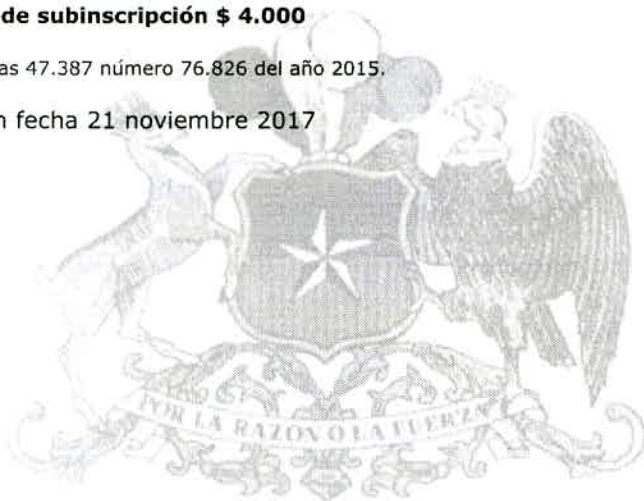 de subinscripción $ 4.000
as 47.387 número 76.826 del año 2015.
n fecha 21 noviembre 2017
POR LA RAZON O LA FUERZA